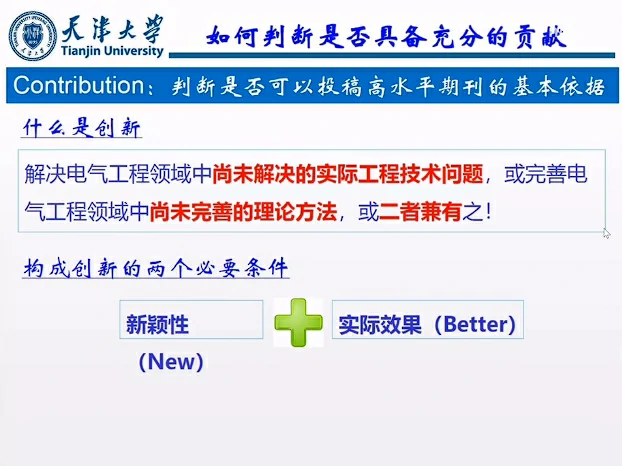 天津大学
Tianjin University
如何判断是否具备充分的贡献
Contribution：判断是否可以投稿高水平期刊的基本依据
什么是创新
解决电气工程领域中尚未解决的实际工程技术问题，或完善电
气工程领域中尚未完善的理论方法，或二者兼有之！
构成创新的两个必要条件
新颖性
（New）
实际效果（Better）